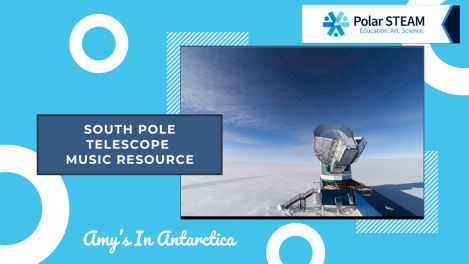 Polar STEAM
Education. Art. Science.
SOUTH POLE
TELESCOPE
MUSIC RESOURCE
Amy's In Antarctica